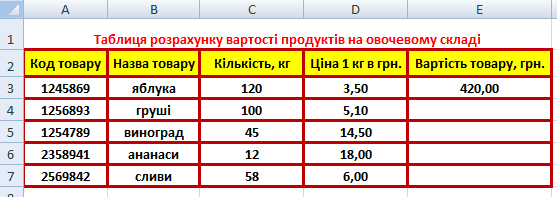 A B C D E
1 Таблиця розрахунку вартості продуктів на овочевому складі
2 Код товару Назва товару Кількість, кг Ціна 1 кг в грн. Вартість товару, грн.
3 1245869 яблука 120 3,50 420,00
4 1256893 груші 100 5,10
5 1254789 виноград 45 14,50
6 2358941 ананаси 12 18,00
7 2569842 сливи 58 6,00